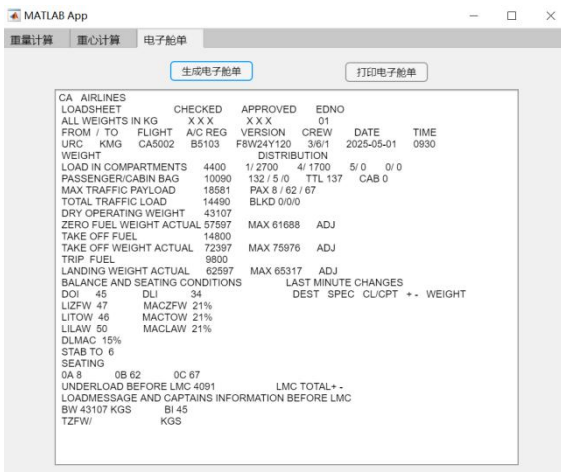 MATLAB App
重量计算 重心计算 电子舱单
生成电子舱单 打印电子舱单
CA AIRLINES
LOADSHEET CHECKED APPROVED EDNO
ALL WEIGHTS IN KG X X X X X X 01
FROM / TO FLIGHT A/C REG VERSION CREW DATE TIME
URC KMG CA5002 B5103 F8W24Y120 3/6/1 2025-05-01 0930
WEIGHT DISTRIBUTION
LOAD IN COMPARTMENTS 4400 1/ 2700 4/ 1700 5/ 0 0/ 0
PASSENGER/CABIN BAG 10090 132 / 5 /0 TTL 137 CAB 0
MAX TRAFFIC PAYLOAD 18581 PAX 8 / 62 / 67
TOTAL TRAFFIC LOAD 14490 BLKD 0/0/0
DRY OPERATING WEIGHT 43107
ZERO FUEL WEIGHT ACTUAL 57597 MAX 61688 ADJ
TAKE OFF FUEL 14800
TAKE OFF WEIGHT ACTUAL 72397 MAX 75976 ADJ
TRIP FUEL 9800
LANDING WEIGHT ACTUAL 62597 MAX 65317 ADJ
BALANCE AND SEATING CONDITIONS LAST MINUTE CHANGES
DOI 45 DLI 34 DEST SPEC CL/CPT + - WEIGHT
LIZFW 47 MACZFW 21%
LITOW 46 MACTOW 21%
LILAW 50 MACLAW 21%
DLMAC 15%
STAB TO 6
SEATING
0A 8 0B 62 0C 67
UNDERLOAD BEFORE LMC 4091 LMC TOTAL+ -
LOADMESSAGE AND CAPTAINS INFORMATION BEFORE LMC
BW 43107 KGS BI 45
TZFW/ KGS